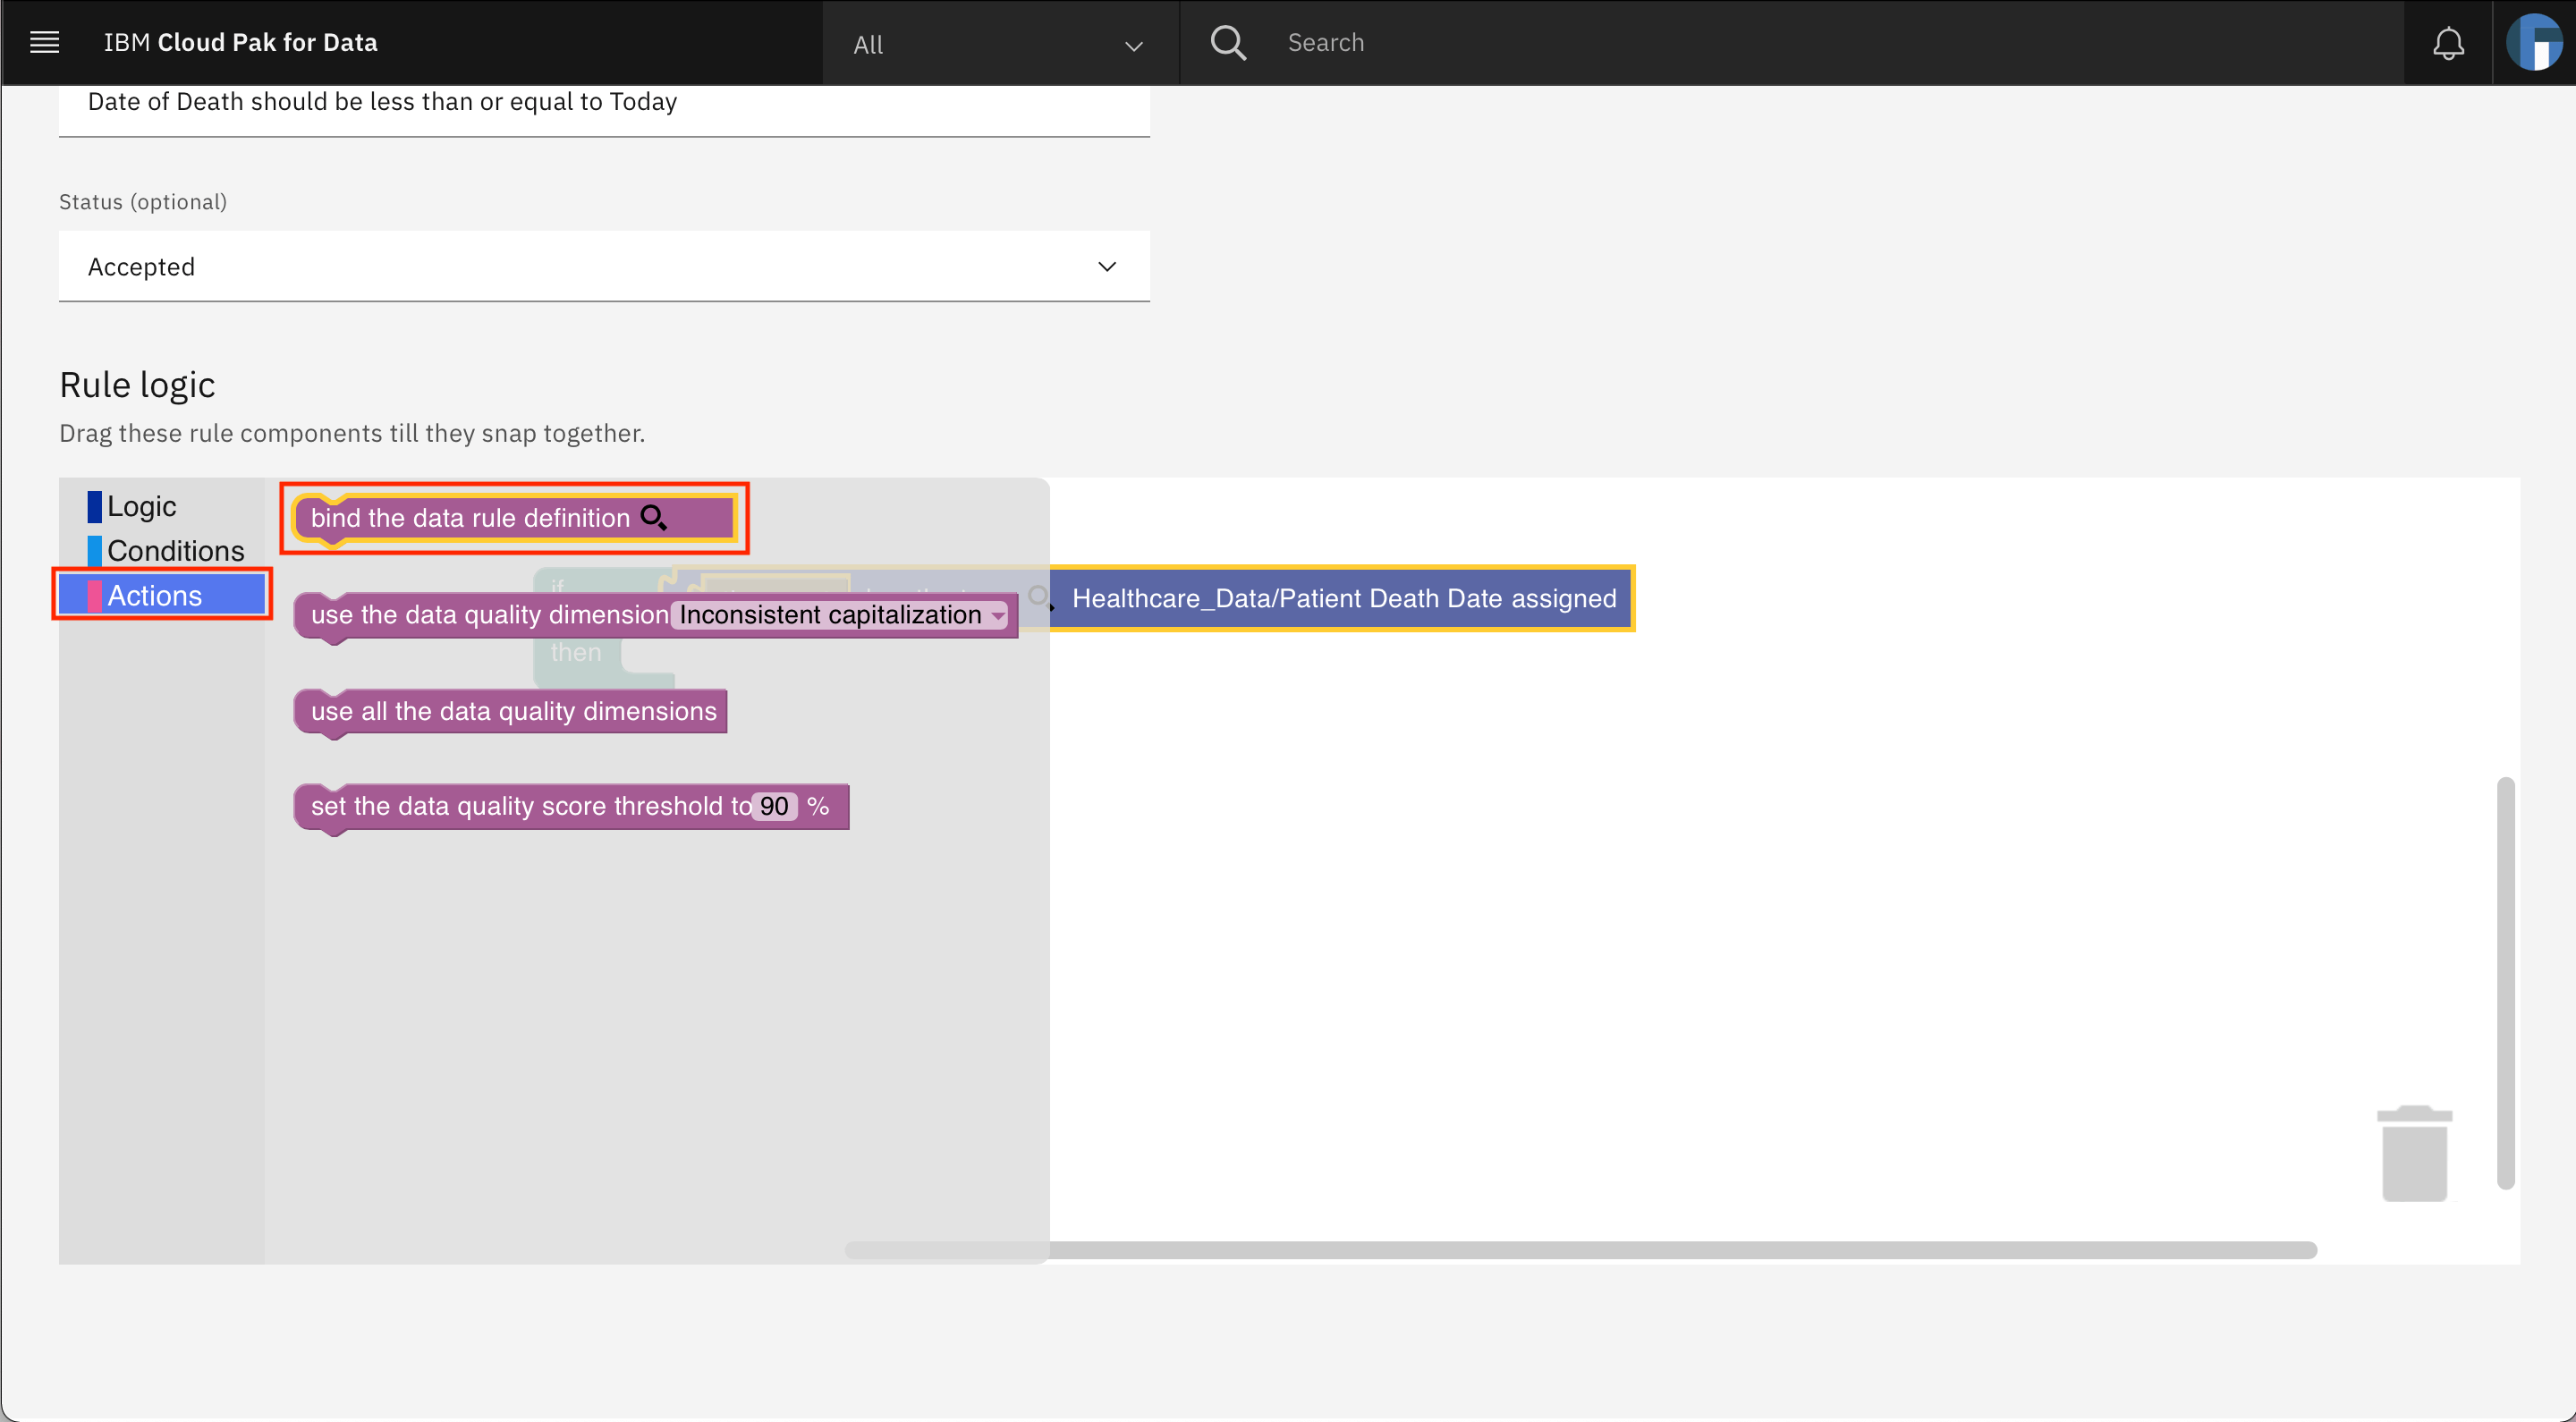 IBM Cloud Pak for Data
All
Search
Date of Death should be less than or equal to Today
Status (optional)
Accepted
Rule logic
Drag these rule components till they snap together.
Logic
Conditions
Actions
bind the data rule definition
if
Healthcare_Data/Patient Death Date assigned
use the data quality dimension Inconsistent capitalization
then
use all the data quality dimensions
set the data quality score threshold to 90 %